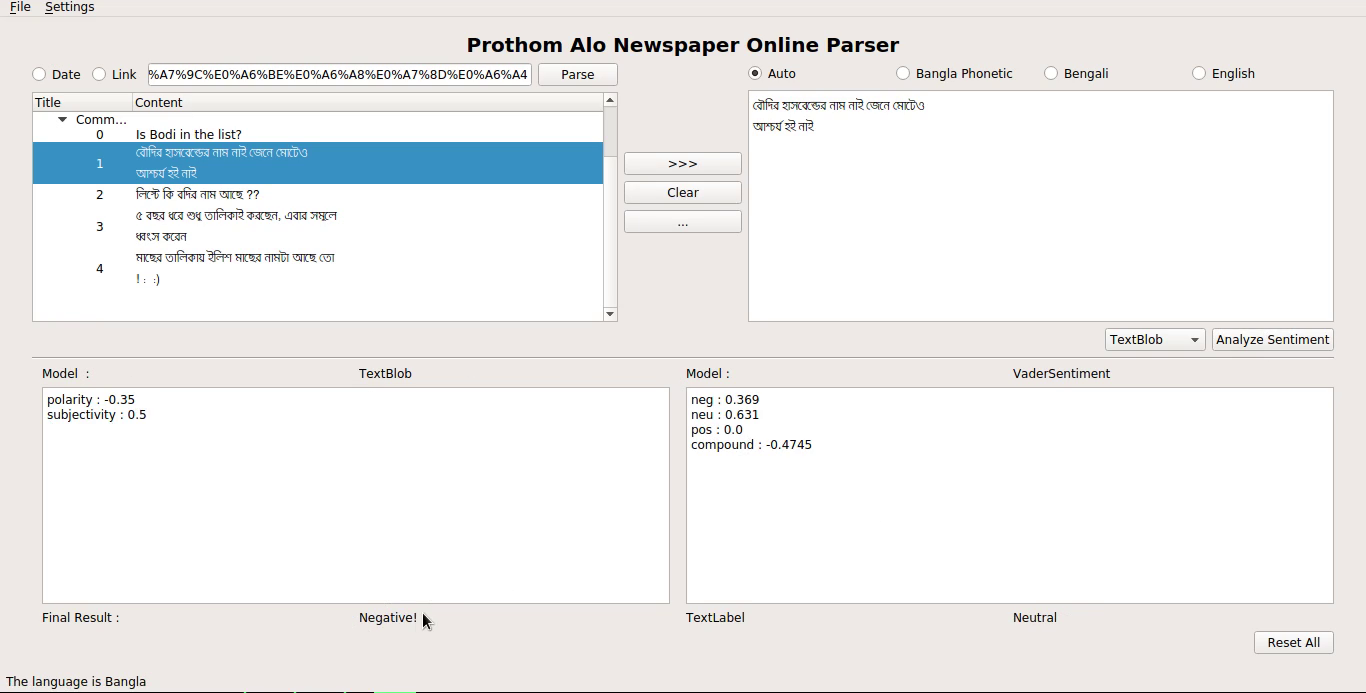 File Settings
Prothom Alo Newspaper Online Parser
Date Link %A7%9C%E0%A6%BE%E0%A6%A8%E0%A7%8D%E0%A6%A4 Parse
Auto Bangla Phonetic Bengali English
Title Content
Comm...
0 Is Bodi in the list?
1 বৌদির হাসবেন্ডের নাম নাই জেনে মোটেও
আশ্চর্য হই নাই
2 লিস্টে কি বদির নাম আছে ??
3 ৫ বছর ধরে শুধু তালিকাই করছেন, এবার সমূলে
ধ্বংস করেন
4 মাছের তালিকায় ইলিশ মাছের নামটা আছে তো
! : :)
>>>
Clear
...
বৌদির হাসবেন্ডের নাম নাই জেনে মোটেও
আশ্চর্য হই নাই
TextBlob Analyze Sentiment
Model : TextBlob
polarity : -0.35
subjectivity : 0.5
Final Result : Negative!
Model : VaderSentiment
neg : 0.369
neu : 0.631
pos : 0.0
compound : -0.4745
TextLabel Neutral
Reset All
The language is Bangla